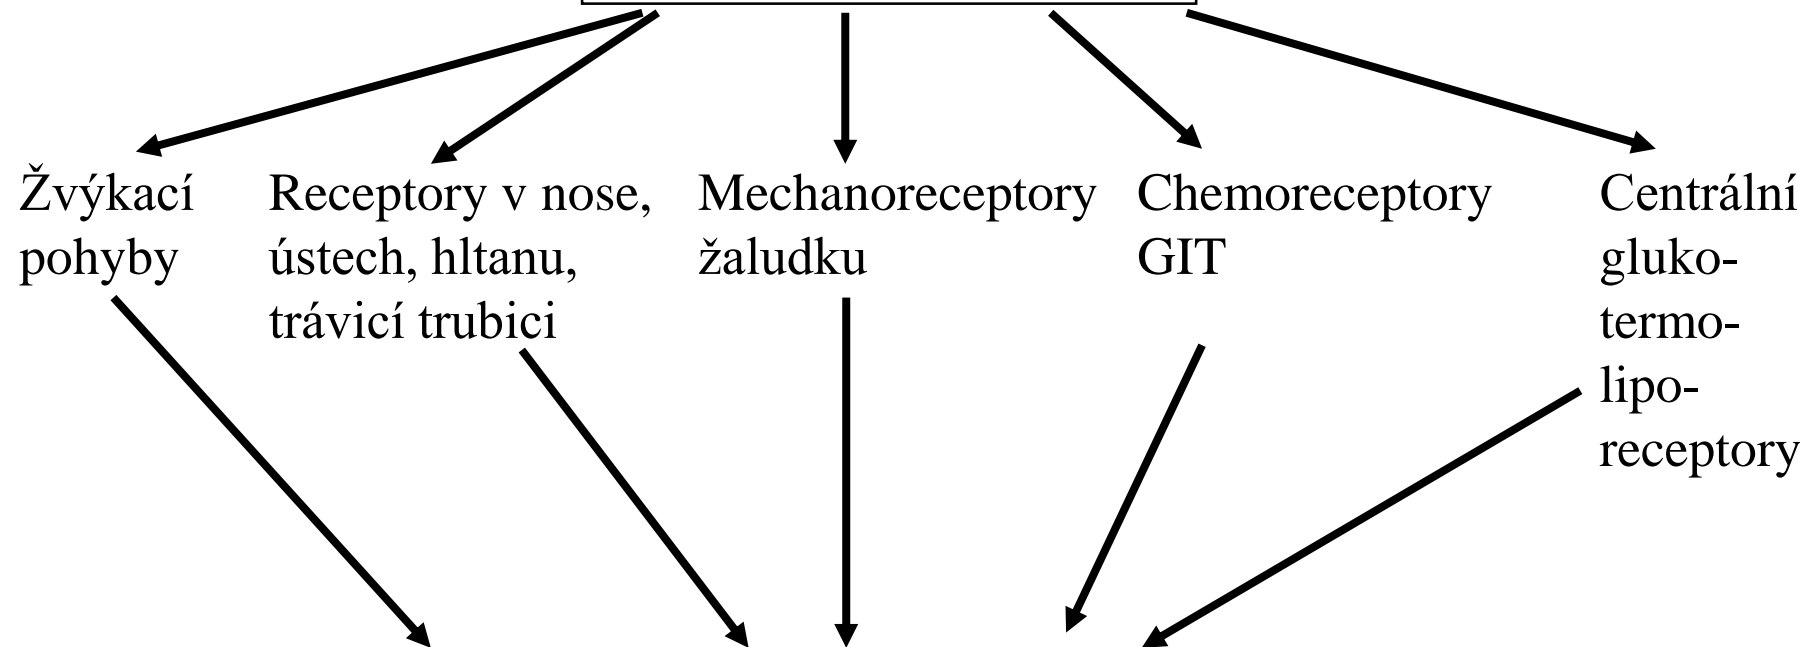 Žvýkací
pohyby
Receptory v nose,
ústech, hltanu,
trávicí trubici
Mechanoreceptory
žaludku
Chemoreceptory
GIT
Centrální
gluko-
termo-
lipo-
receptory